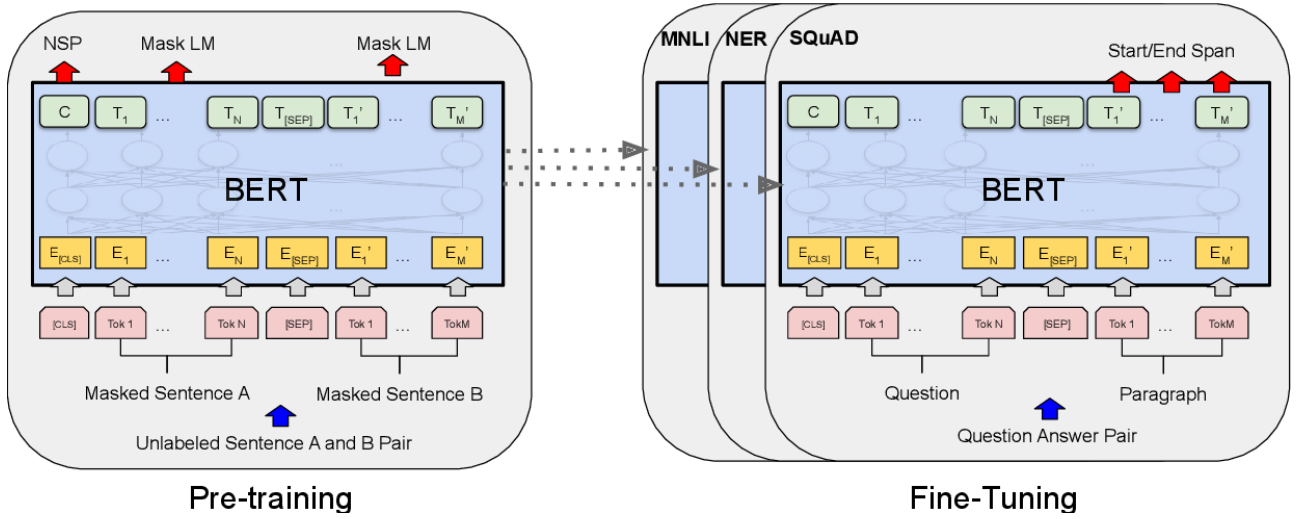 NSP Mask LM Mask LM
C T1 ... TN T[SEP] T1' ... TM'
...
BERT
...
E[CLS] E1 ... EN E[SEP] E1' ... EM'
[CLS] Tok 1 ... Tok N [SEP] Tok 1 ... TokM
Masked Sentence A Masked Sentence B
Unlabeled Sentence A and B Pair
Pre-training
MNLI NER SQuAD
Start/End Span
C T1 ... TN T[SEP] T1' ... TM'
...
BERT
...
E[CLS] E1 ... EN E[SEP] E1' ... EM'
[CLS] Tok 1 ... Tok N [SEP] Tok 1 ... TokM
Question Paragraph
Question Answer Pair
Fine-Tuning